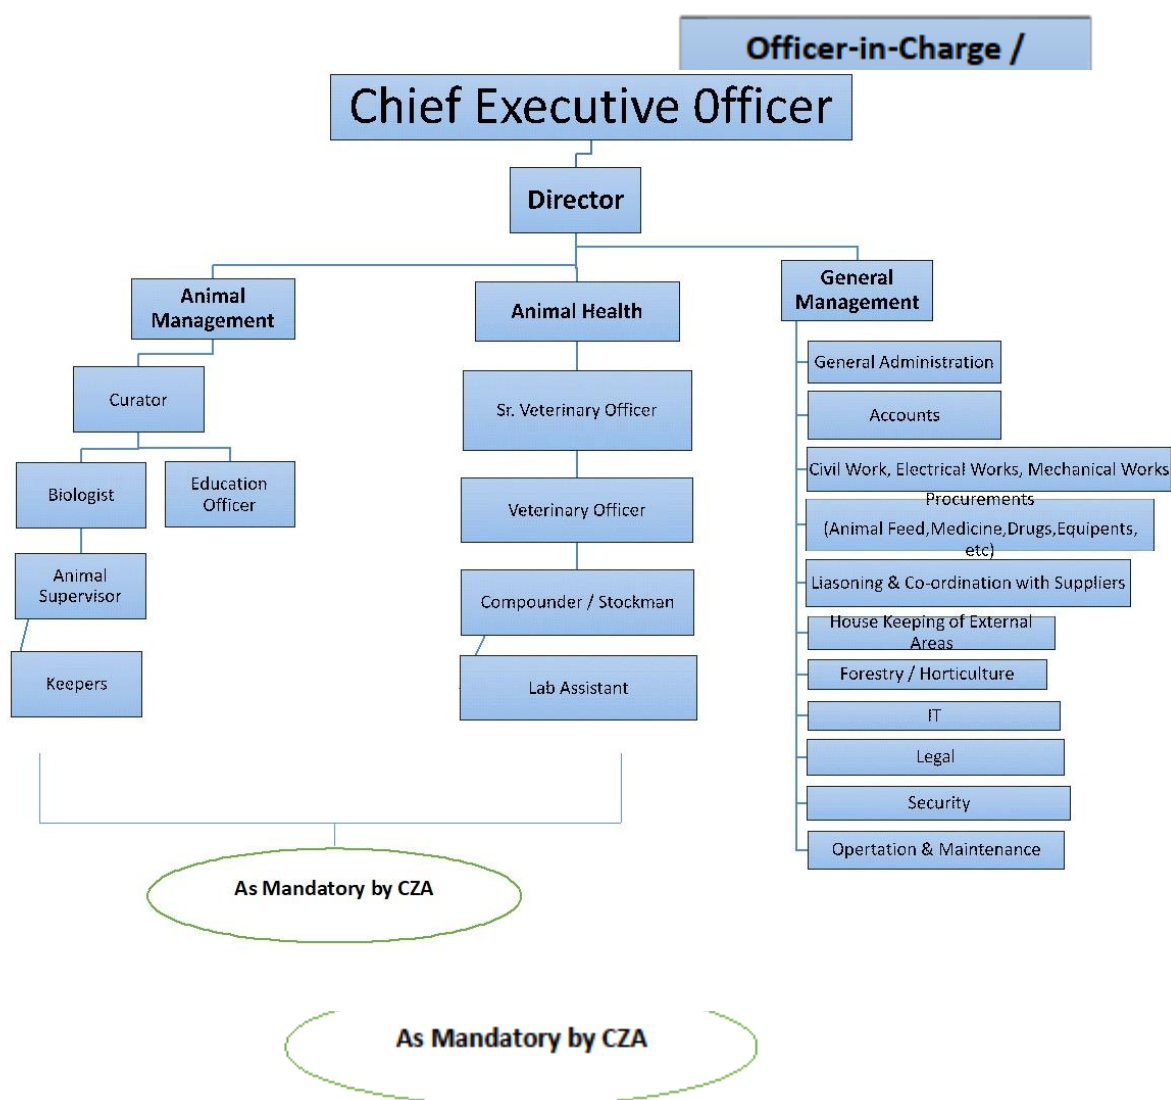 Officer-in-Charge /
Chief Executive 0fficer
Director
Animal
Management
Animal Health
General
Management
Curator
Biologist
Education
Officer
Animal
Supervisor
Keepers
Sr. Veterinary Officer
Veterinary Officer
Compounder / Stockman
Lab Assistant
General Administration
Accounts
Civil Work, Electrical Works, Mechanical Works
Procurements
(Animal Feed,Medicine,Drugs,Equipents,
etc)
Liasoning & Co-ordination with Suppliers
House Keeping of External
Areas
Forestry / Horticulture
IT
Legal
Security
Opertation & Maintenance
As Mandatory by CZA
As Mandatory by CZA